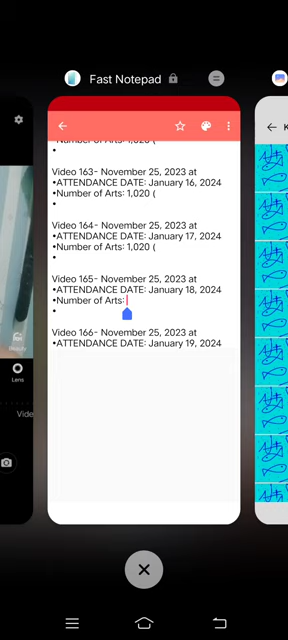 Fast Notepad
Number of Arts: 1,020 (
•
Video 163- November 25, 2023 at
•ATTENDANCE DATE: January 16, 2024
•Number of Arts: 1,020 (
•
Video 164- November 25, 2023 at
•ATTENDANCE DATE: January 17, 2024
•Number of Arts: 1,020 (
•
Video 165- November 25, 2023 at
•ATTENDANCE DATE: January 18, 2024
•Number of Arts:
•
Video 166- November 25, 2023 at
•ATTENDANCE DATE: January 19, 2024
Beauty
Lens
Vide
K